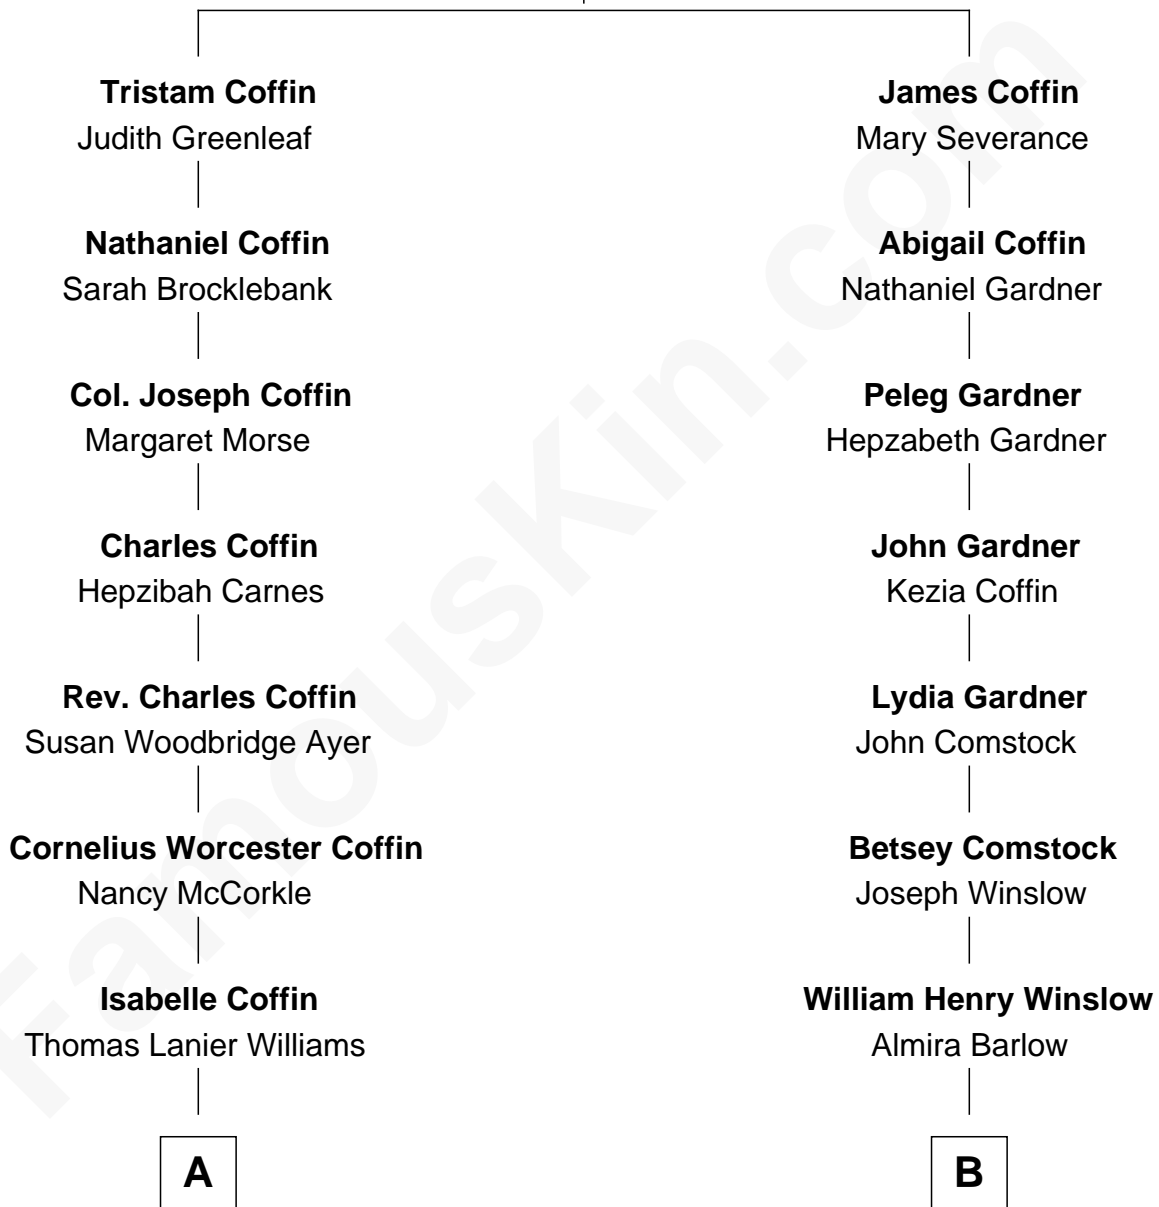 Tristam Coffin
Judith Greenleaf
Nathaniel Coffin
Sarah Brocklebank
Col. Joseph Coffin
Margaret Morse
Charles Coffin
Hepzibah Carnes
Rev. Charles Coffin
Susan Woodbridge Ayer
Cornelius Worcester Coffin
Nancy McCorkle
Isabelle Coffin
Thomas Lanier Williams
A
James Coffin
Mary Severance
Abigail Coffin
Nathaniel Gardner
Peleg Gardner
Hepzabeth Gardner
John Gardner
Kezia Coffin
Lydia Gardner
John Comstock
Betsey Comstock
Joseph Winslow
William Henry Winslow
Almira Barlow
B
FamousKin.com